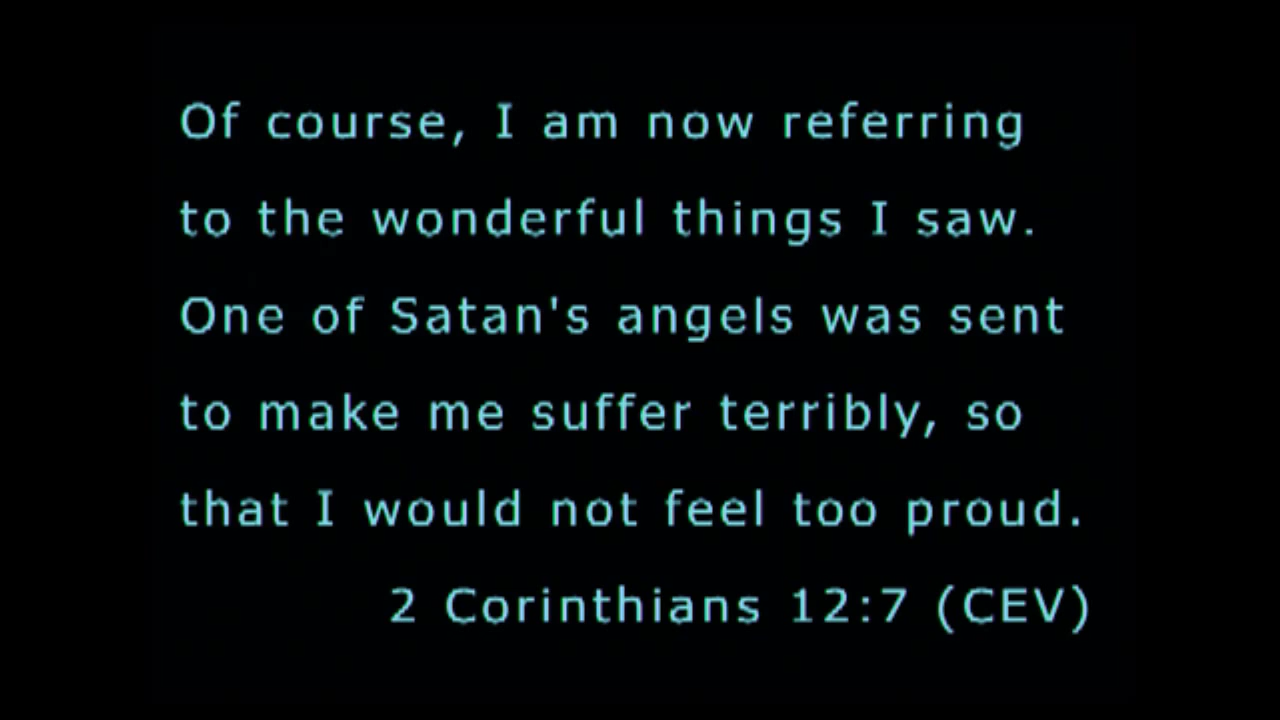 Of course, I am now referring
to the wonderful things I saw.
One of Satan's angels was sent
to make me suffer terribly, so
that I would not feel too proud.
2 Corinthians 12:7 (CEV)